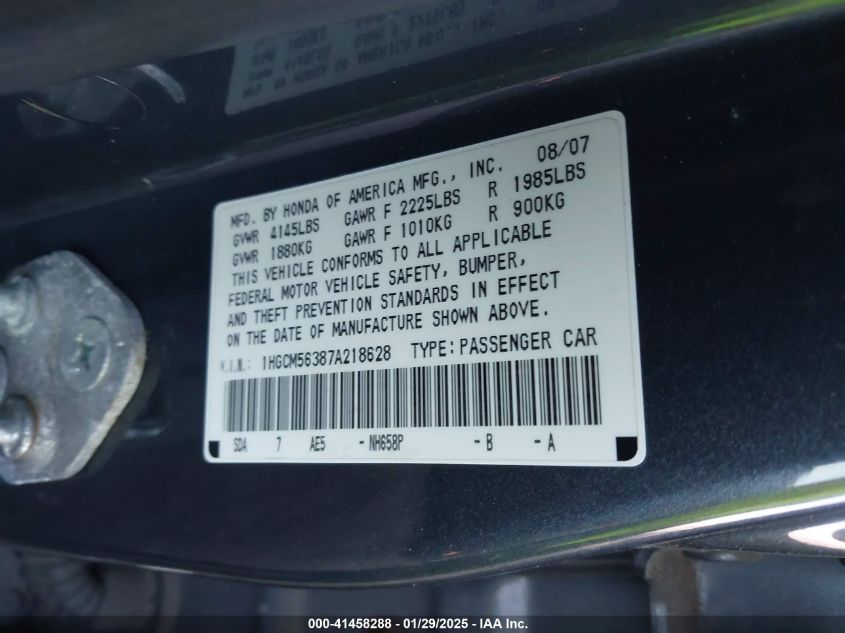 MFD. BY HONDA OF AMERICA MFG., INC. 08/07
GVWR 4145LBS GAWR F 2225LBS R 1985LBS
GVWR 1880KG GAWR F 1010KG R 900KG
THIS VEHICLE CONFORMS TO ALL APPLICABLE
FEDERAL MOTOR VEHICLE SAFETY, BUMPER,
AND THEFT PREVENTION STANDARDS IN EFFECT
ON THE DATE OF MANUFACTURE SHOWN ABOVE.
V.I.N.: 1HGCM56387A218628 TYPE:PASSENGER CAR
SDA 7 AE5 -NH658P -B -A
000-41458288 - 01/29/2025 - IAA Inc.